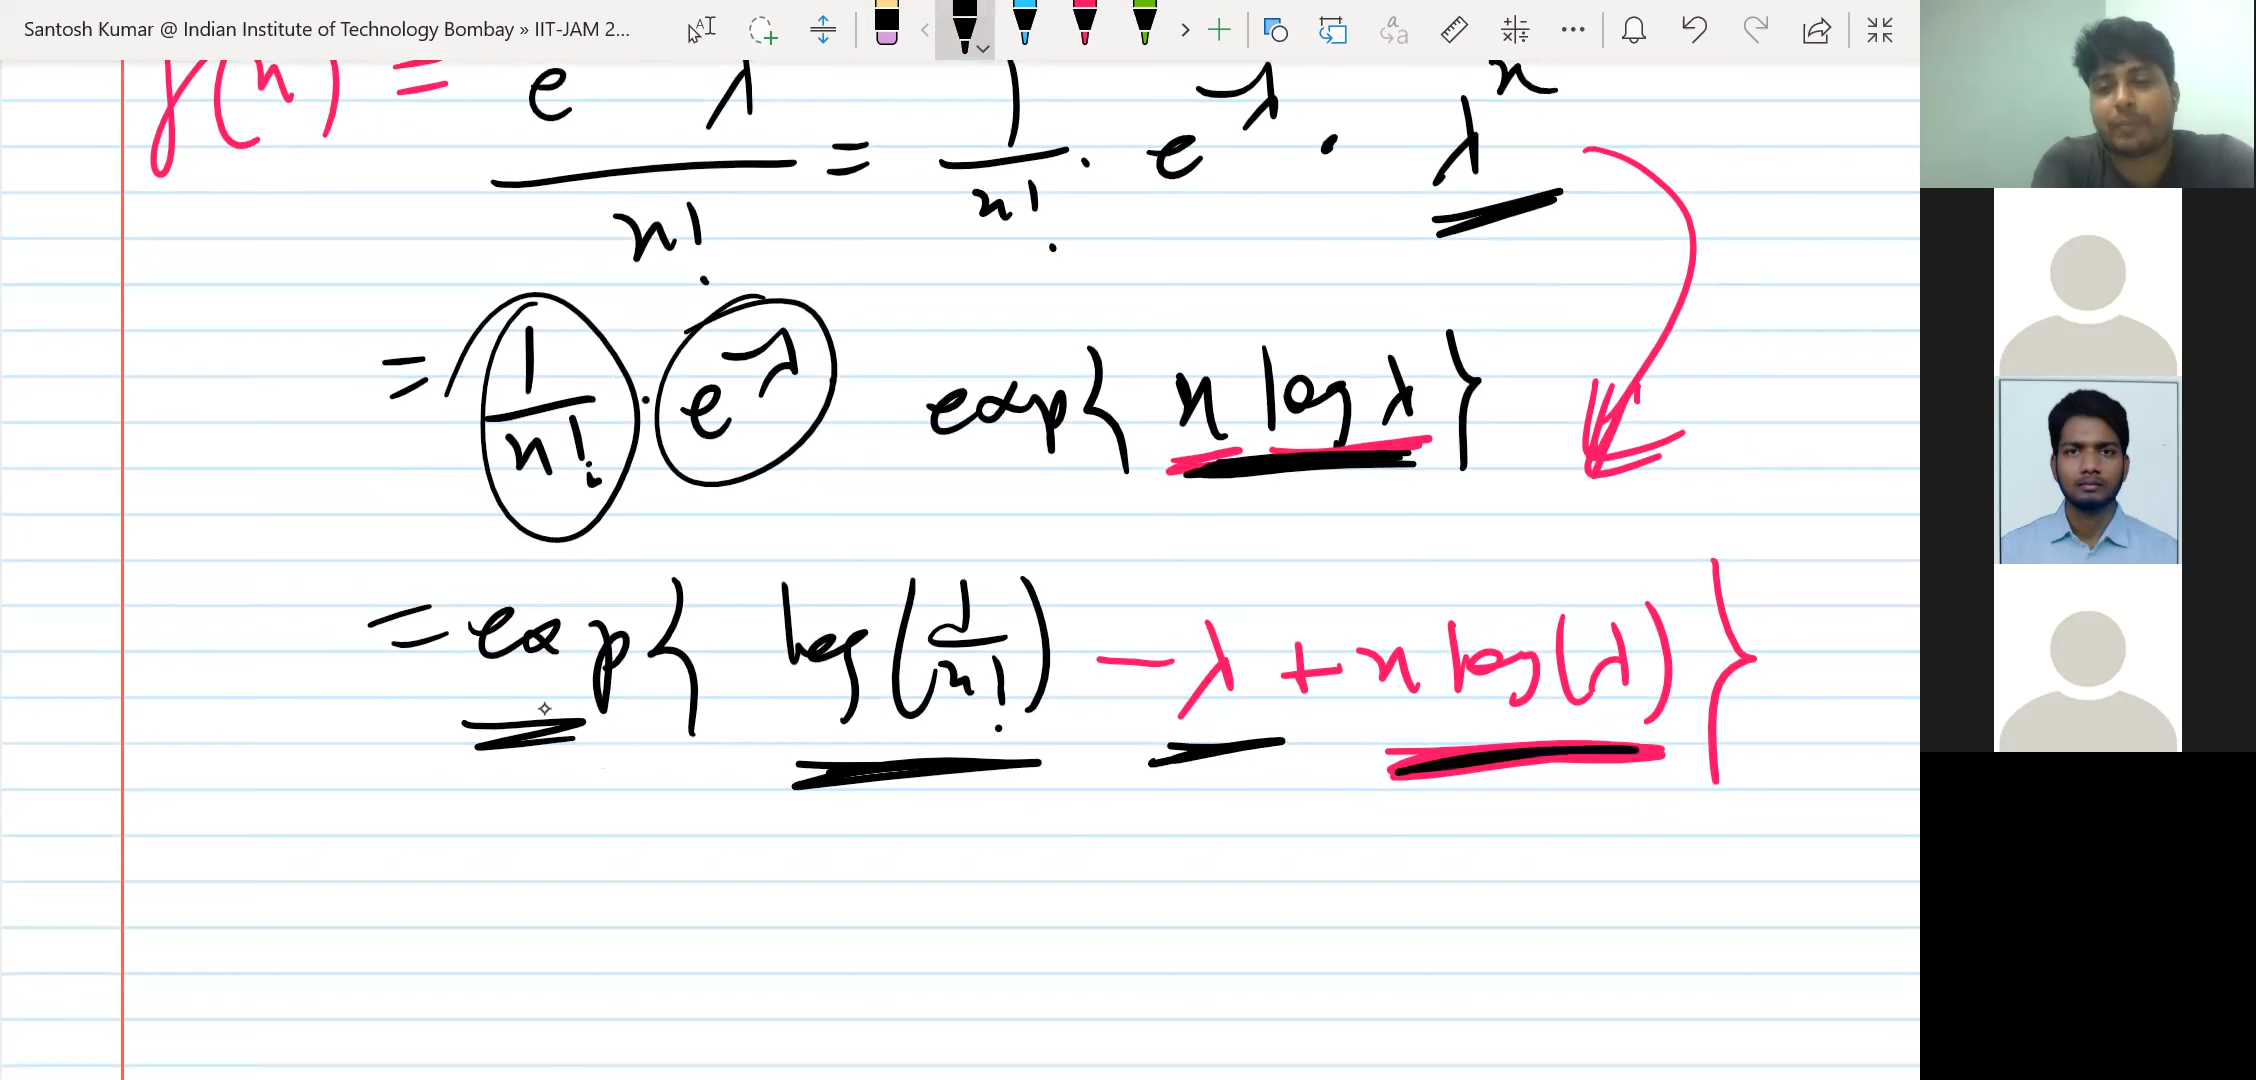 Santosh Kumar @ Indian Institute of Technology Bombay » IIT-JAM 2...
f(x) = e λ / x! = 1/x! · e^-λ · λ^x
= 1/x! · e^-λ exp{ x log λ }
= exp{ log(1/x!) - λ + x log(λ) }